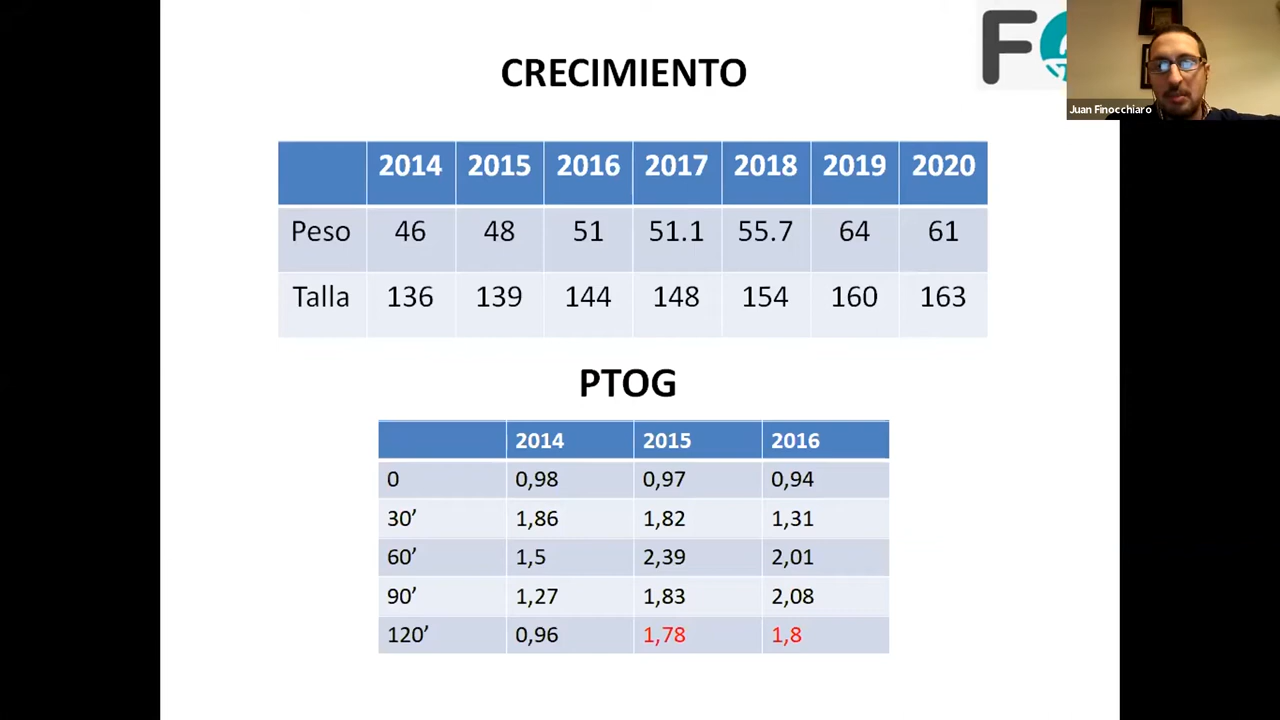 CRECIMIENTO
F
Juan Finocchiaro
2014 2015 2016 2017 2018 2019 2020
Peso 46 48 51 51.1 55.7 64 61
Talla 136 139 144 148 154 160 163
PTOG
2014 2015 2016
0 0,98 0,97 0,94
30’ 1,86 1,82 1,31
60’ 1,5 2,39 2,01
90’ 1,27 1,83 2,08
120’ 0,96 1,78 1,8